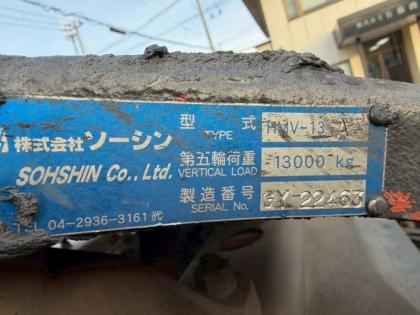 株式会社ソーシン
SOHSHIN Co., Ltd.
TEL 04-2936-3161 代
型 式
TYPE
HMV-13 A
第五輪荷重
VERTICAL LOAD
13000 kg
製造番号
SERIAL No.
GY-22463